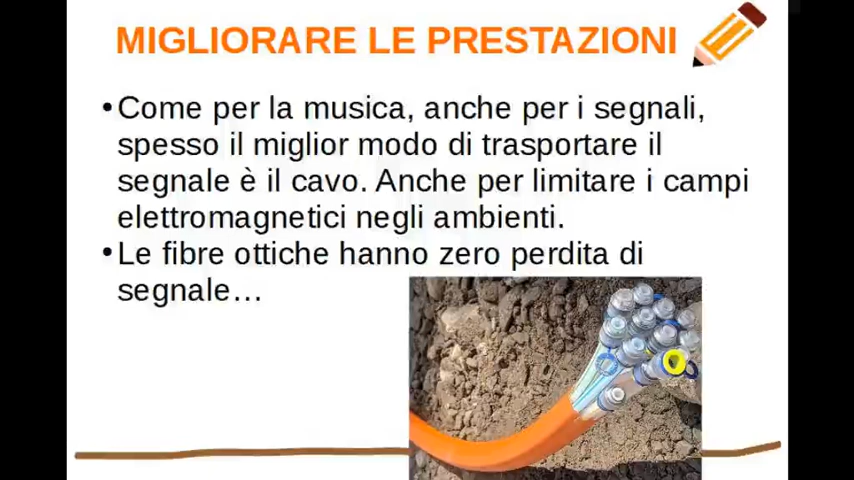 MIGLIORARE LE PRESTAZIONI
•Come per la musica, anche per i segnali,
spesso il miglior modo di trasportare il
segnale è il cavo. Anche per limitare i campi
elettromagnetici negli ambienti.
•Le fibre ottiche hanno zero perdita di
segnale…